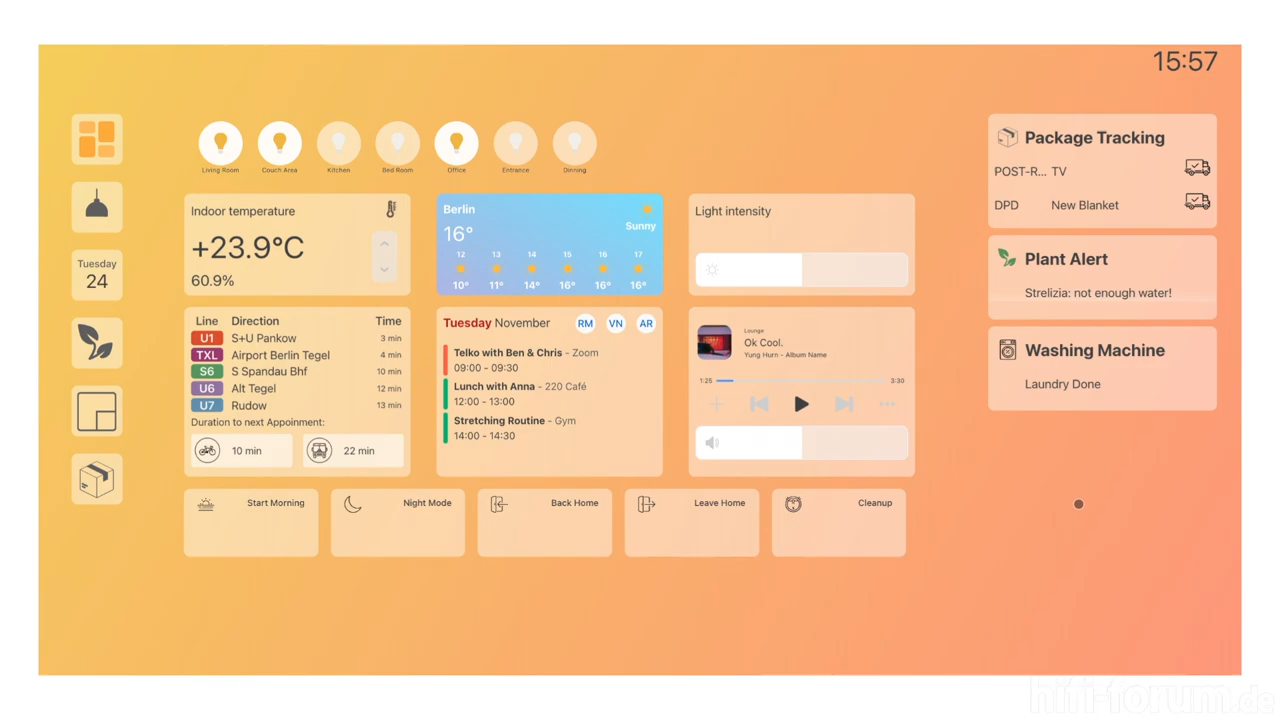 15:57
Living Room Couch Area Kitchen Bed Room Office Entrance Dinning
Tuesday
24
Indoor temperature
+23.9°C
60.9%
Berlin
16°
Sunny
12 13 14 15 16 17
10° 11° 14° 16° 16° 16°
Light intensity
Line Direction Time
U1 S+U Pankow 3 min
TXL Airport Berlin Tegel 4 min
S6 S Spandau Bhf 10 min
U6 Alt Tegel 12 min
U7 Rudow 13 min
Duration to next Appoinment:
10 min 22 min
Tuesday November RM VN AR
Telko with Ben & Chris - Zoom
09:00 - 09:30
Lunch with Anna - 220 Café
12:00 - 13:00
Stretching Routine - Gym
14:00 - 14:30
Lounge
Ok Cool.
Yung Hurn - Album Name
1:25 3:30
Start Morning Night Mode Back Home Leave Home Cleanup
Package Tracking
POST-R... TV
DPD New Blanket
Plant Alert
Strelizia: not enough water!
Washing Machine
Laundry Done
hifi-forum.de